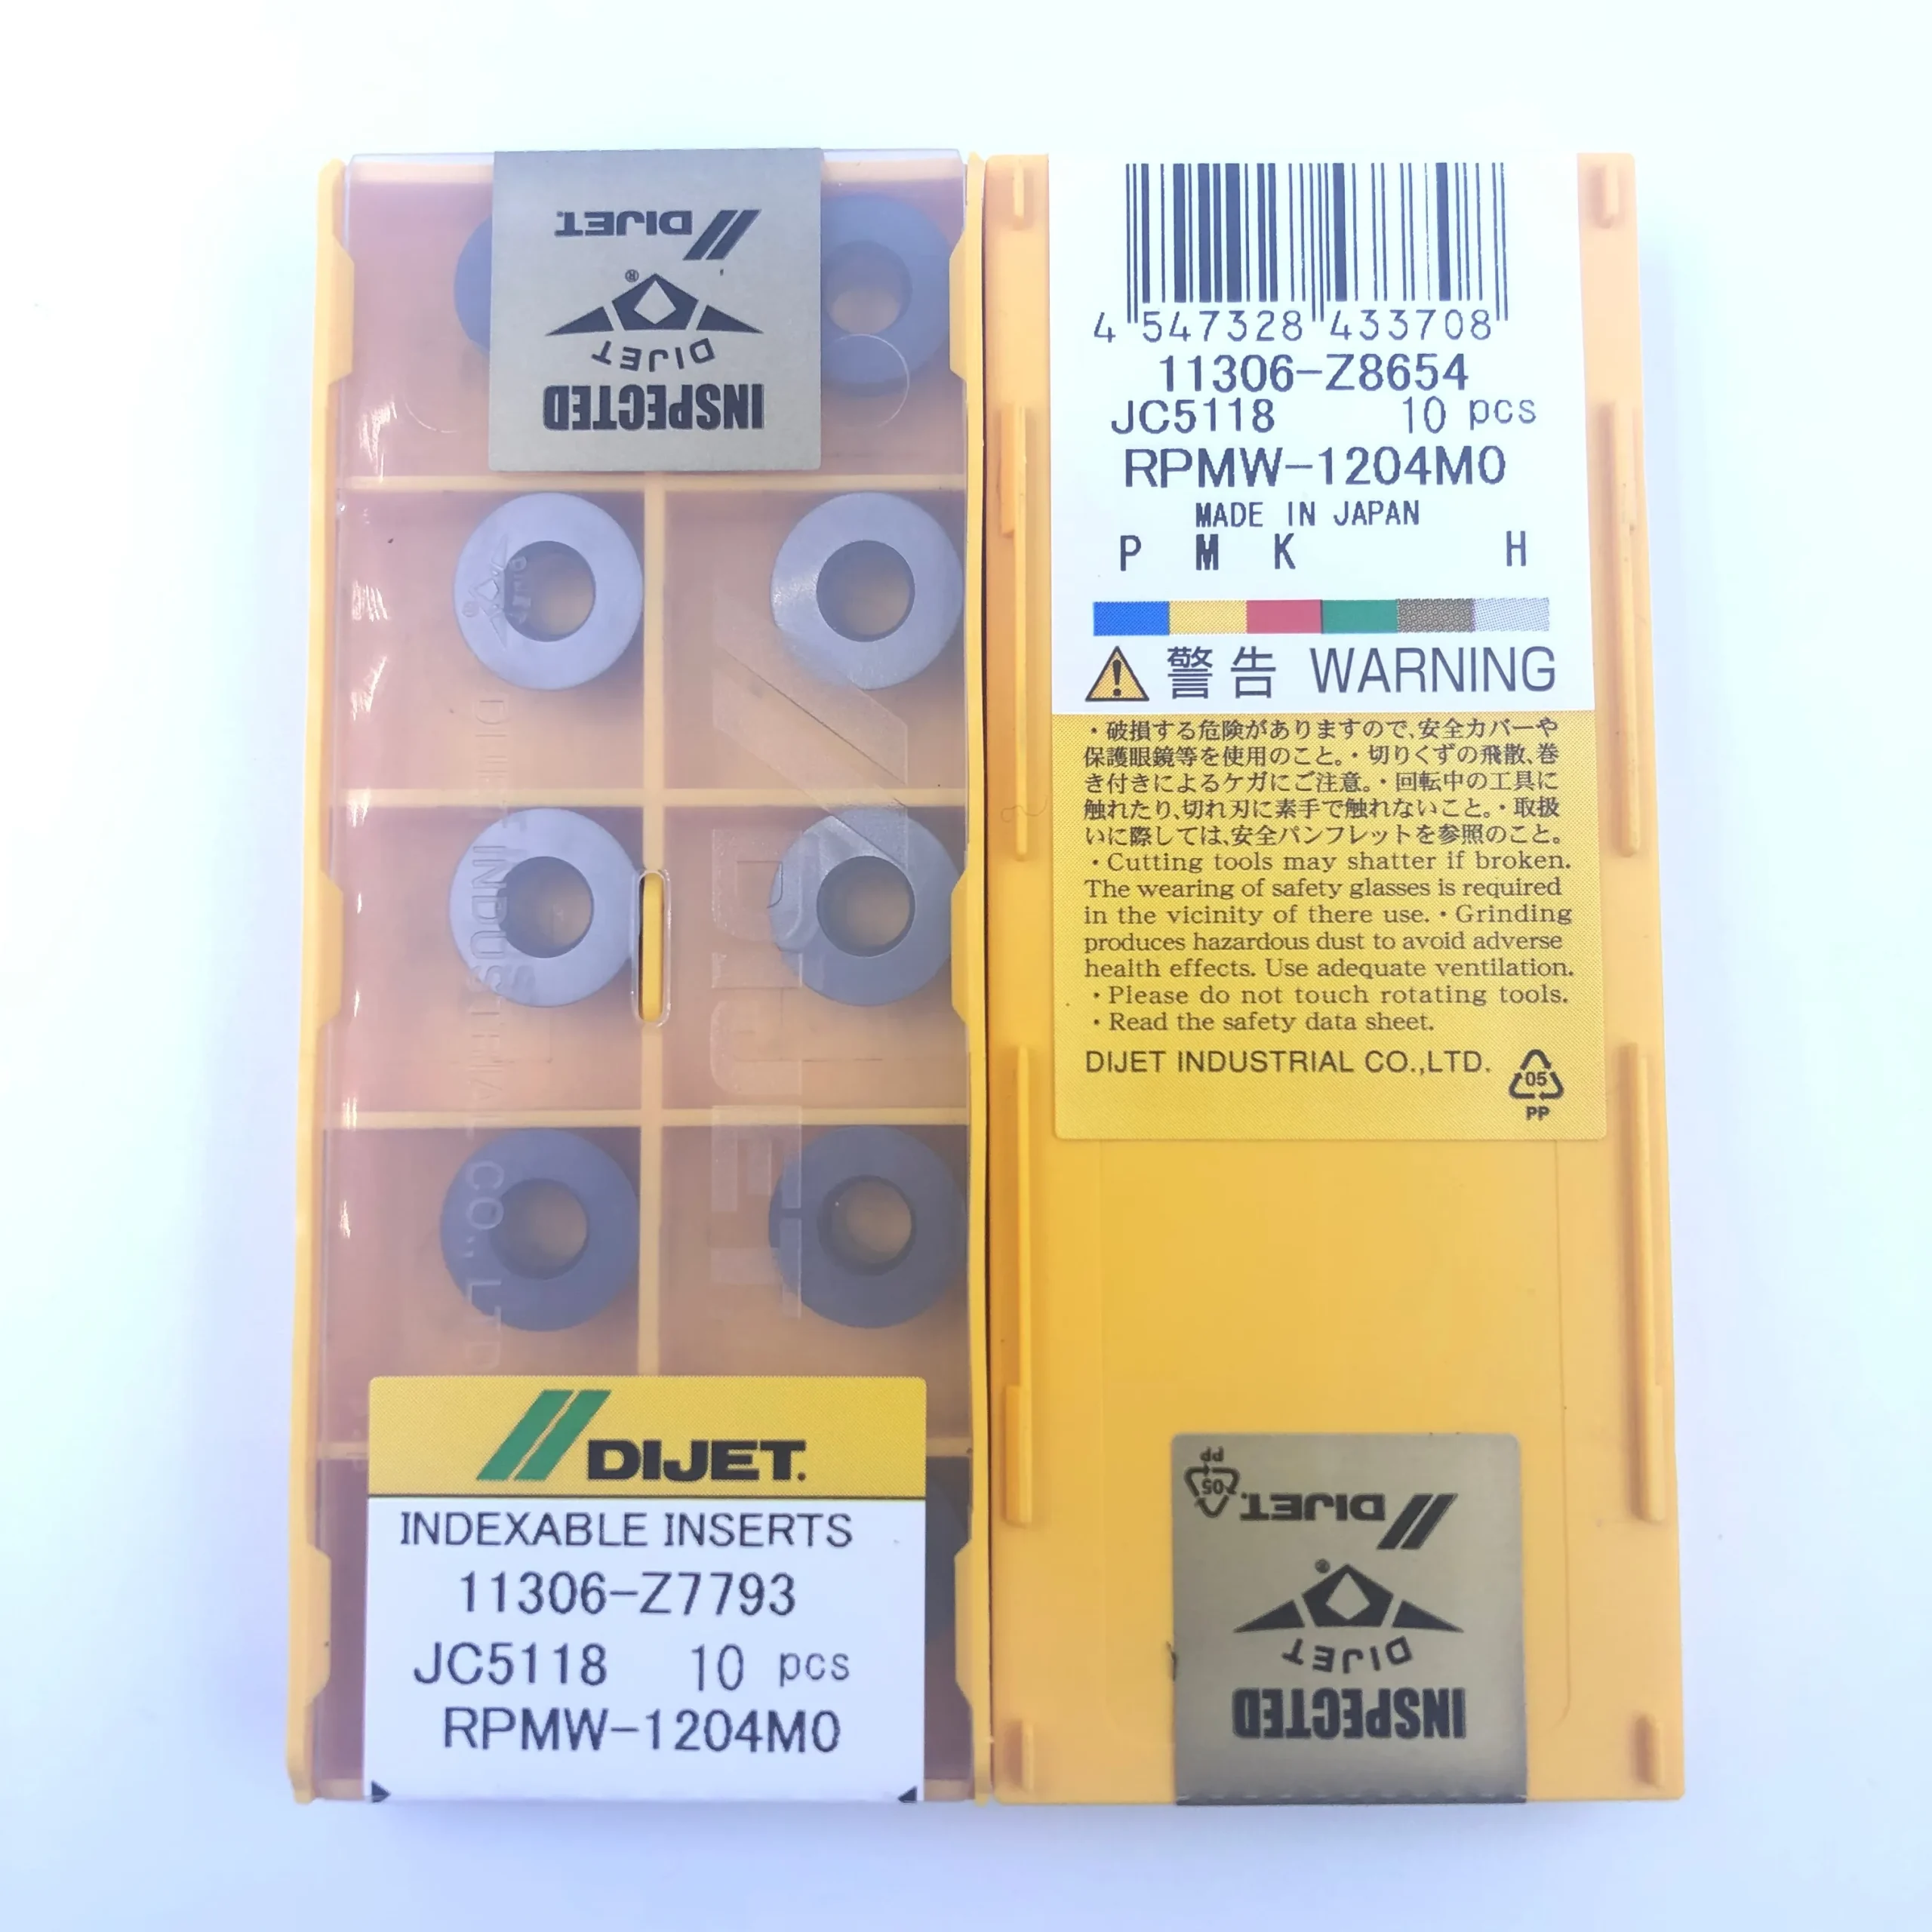 DIJET
®
DIJET
INSPECTED
DIJET INDUSTRIAL CO., LTD.
DIJET
DIJET.
INDEXABLE INSERTS
11306-Z7793
JC5118 10 pcs
RPMW-1204M0
4 547328 433708
11306-Z8654
JC5118 10 pcs
RPMW-1204M0
MADE IN JAPAN
P M K H
警告 WARNING
・破損する危険がありますので、安全カバーや
保護眼鏡等を使用のこと。・切りくずの飛散、巻
き付きによるケガにご注意。・回転中の工具に
触れたり、切れ刃に素手で触れないこと。・取扱
いに際しては、安全パンフレットを参照のこと。
・Cutting tools may shatter if broken.
The wearing of safety glasses is required
in the vicinity of there use.・Grinding
produces hazardous dust to avoid adverse
health effects. Use adequate ventilation.
・Please do not touch rotating tools.
・Read the safety data sheet.
DIJET INDUSTRIAL CO.,LTD.
05
PP
PP
05
DIJET.
®
DIJET
INSPECTED